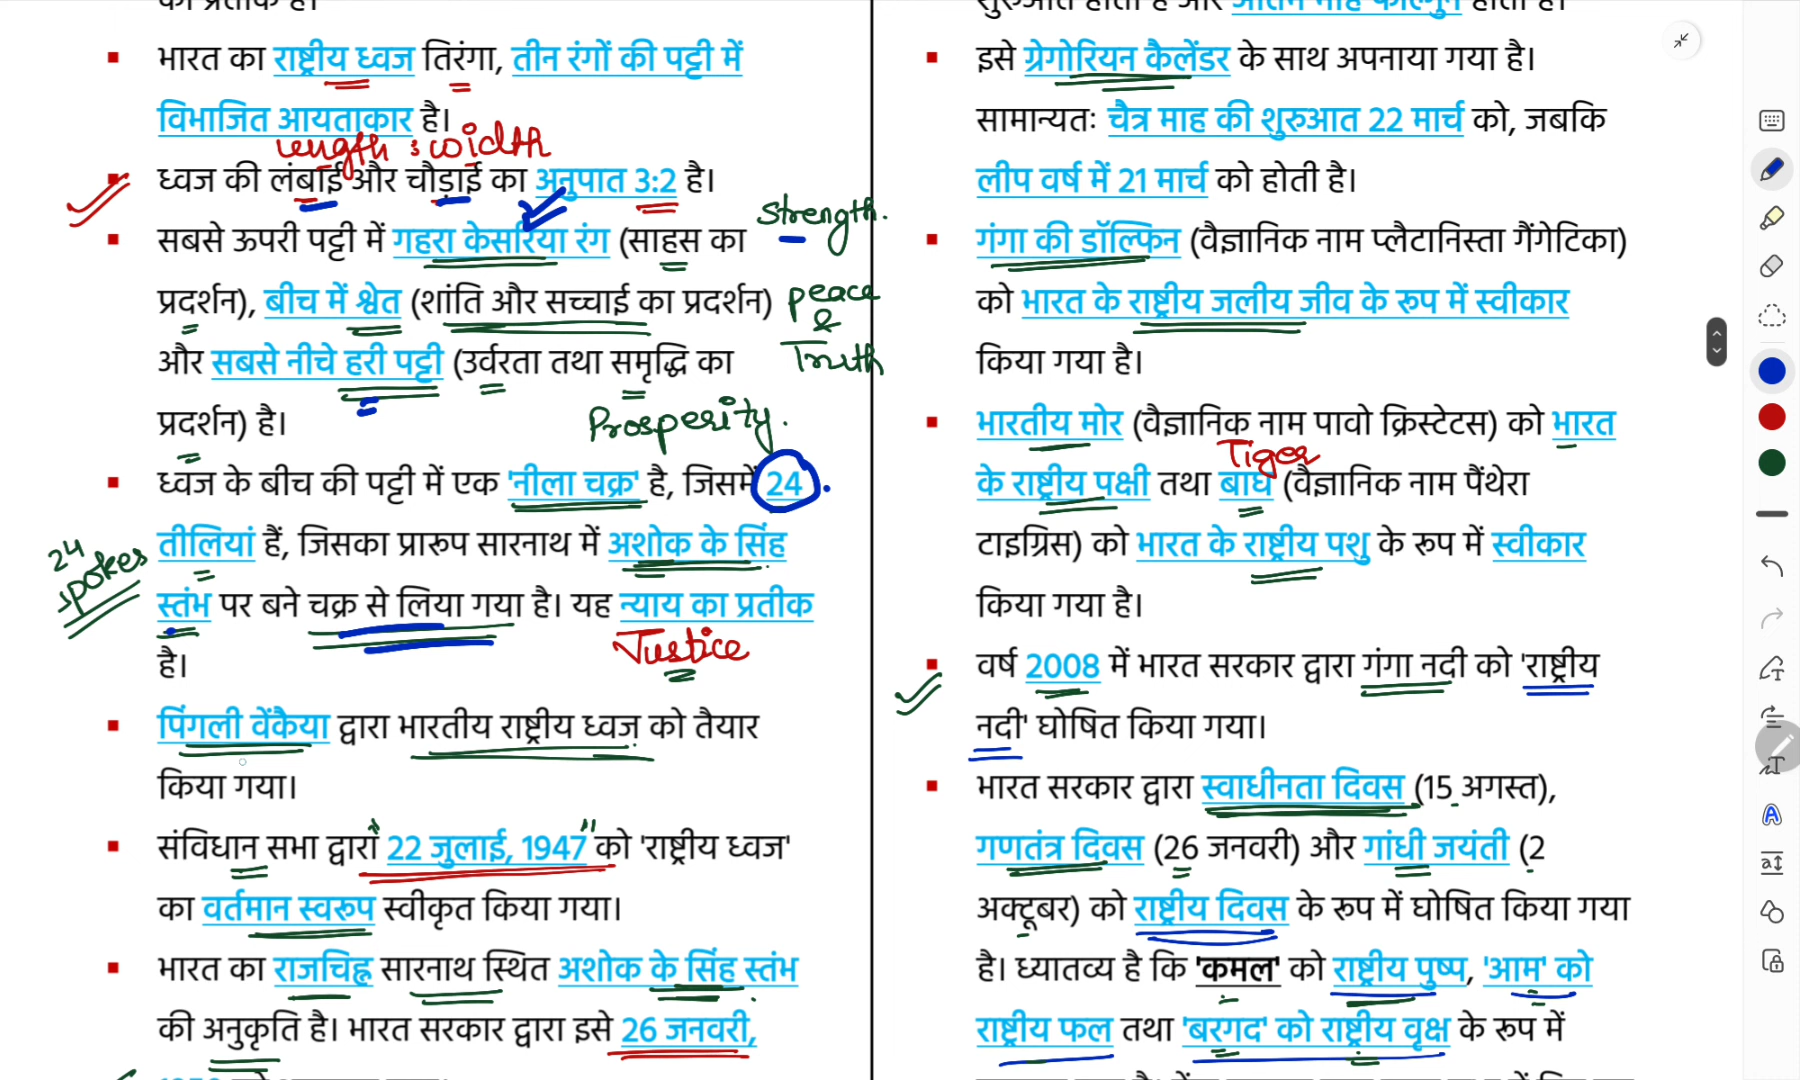 भारत का राष्ट्रीय ध्वज तिरंगा, तीन रंगों की पट्टी में
विभाजित आयताकार है।
length : width
ध्वज की लंबाई और चौड़ाई का अनुपात 3:2 है।
Strength.
सबसे ऊपरी पट्टी में गहरा केसरिया रंग (साहस का
प्रदर्शन), बीच में श्वेत (शांति और सच्चाई का प्रदर्शन)
peace
&
Truth
और सबसे नीचे हरी पट्टी (उर्वरता तथा समृद्धि का
प्रदर्शन) है।
Prosperity.
ध्वज के बीच की पट्टी में एक 'नीला चक्र' है, जिसमें 24
24
spokes
तीलियां हैं, जिसका प्रारूप सारनाथ में अशोक के सिंह
स्तंभ पर बने चक्र से लिया गया है। यह न्याय का प्रतीक
Justice
है।
पिंगली वेंकैया द्वारा भारतीय राष्ट्रीय ध्वज को तैयार
किया गया।
संविधान सभा द्वारा 22 जुलाई, 1947 को 'राष्ट्रीय ध्वज'
का वर्तमान स्वरूप स्वीकृत किया गया।
भारत का राजचिह्न सारनाथ स्थित अशोक के सिंह स्तंभ
की अनुकृति है। भारत सरकार द्वारा इसे 26 जनवरी,
इसे ग्रेगोरियन कैलेंडर के साथ अपनाया गया है।
सामान्यतः चैत्र माह की शुरुआत 22 मार्च को, जबकि
लीप वर्ष में 21 मार्च को होती है।
गंगा की डॉल्फिन (वैज्ञानिक नाम प्लैटानिस्ता गैंगेटिका)
को भारत के राष्ट्रीय जलीय जीव के रूप में स्वीकार
किया गया है।
भारतीय मोर (वैज्ञानिक नाम पावो क्रिस्टेटस) को भारत
Tiger
के राष्ट्रीय पक्षी तथा बाघ (वैज्ञानिक नाम पैंथेरा
टाइग्रिस) को भारत के राष्ट्रीय पशु के रूप में स्वीकार
किया गया है।
वर्ष 2008 में भारत सरकार द्वारा गंगा नदी को 'राष्ट्रीय
नदी' घोषित किया गया।
भारत सरकार द्वारा स्वाधीनता दिवस (15 अगस्त),
गणतंत्र दिवस (26 जनवरी) और गांधी जयंती (2
अक्टूबर) को राष्ट्रीय दिवस के रूप में घोषित किया गया
है। ध्यातव्य है कि 'कमल' को राष्ट्रीय पुष्प, 'आम' को
राष्ट्रीय फल तथा 'बरगद' को राष्ट्रीय वृक्ष के रूप में